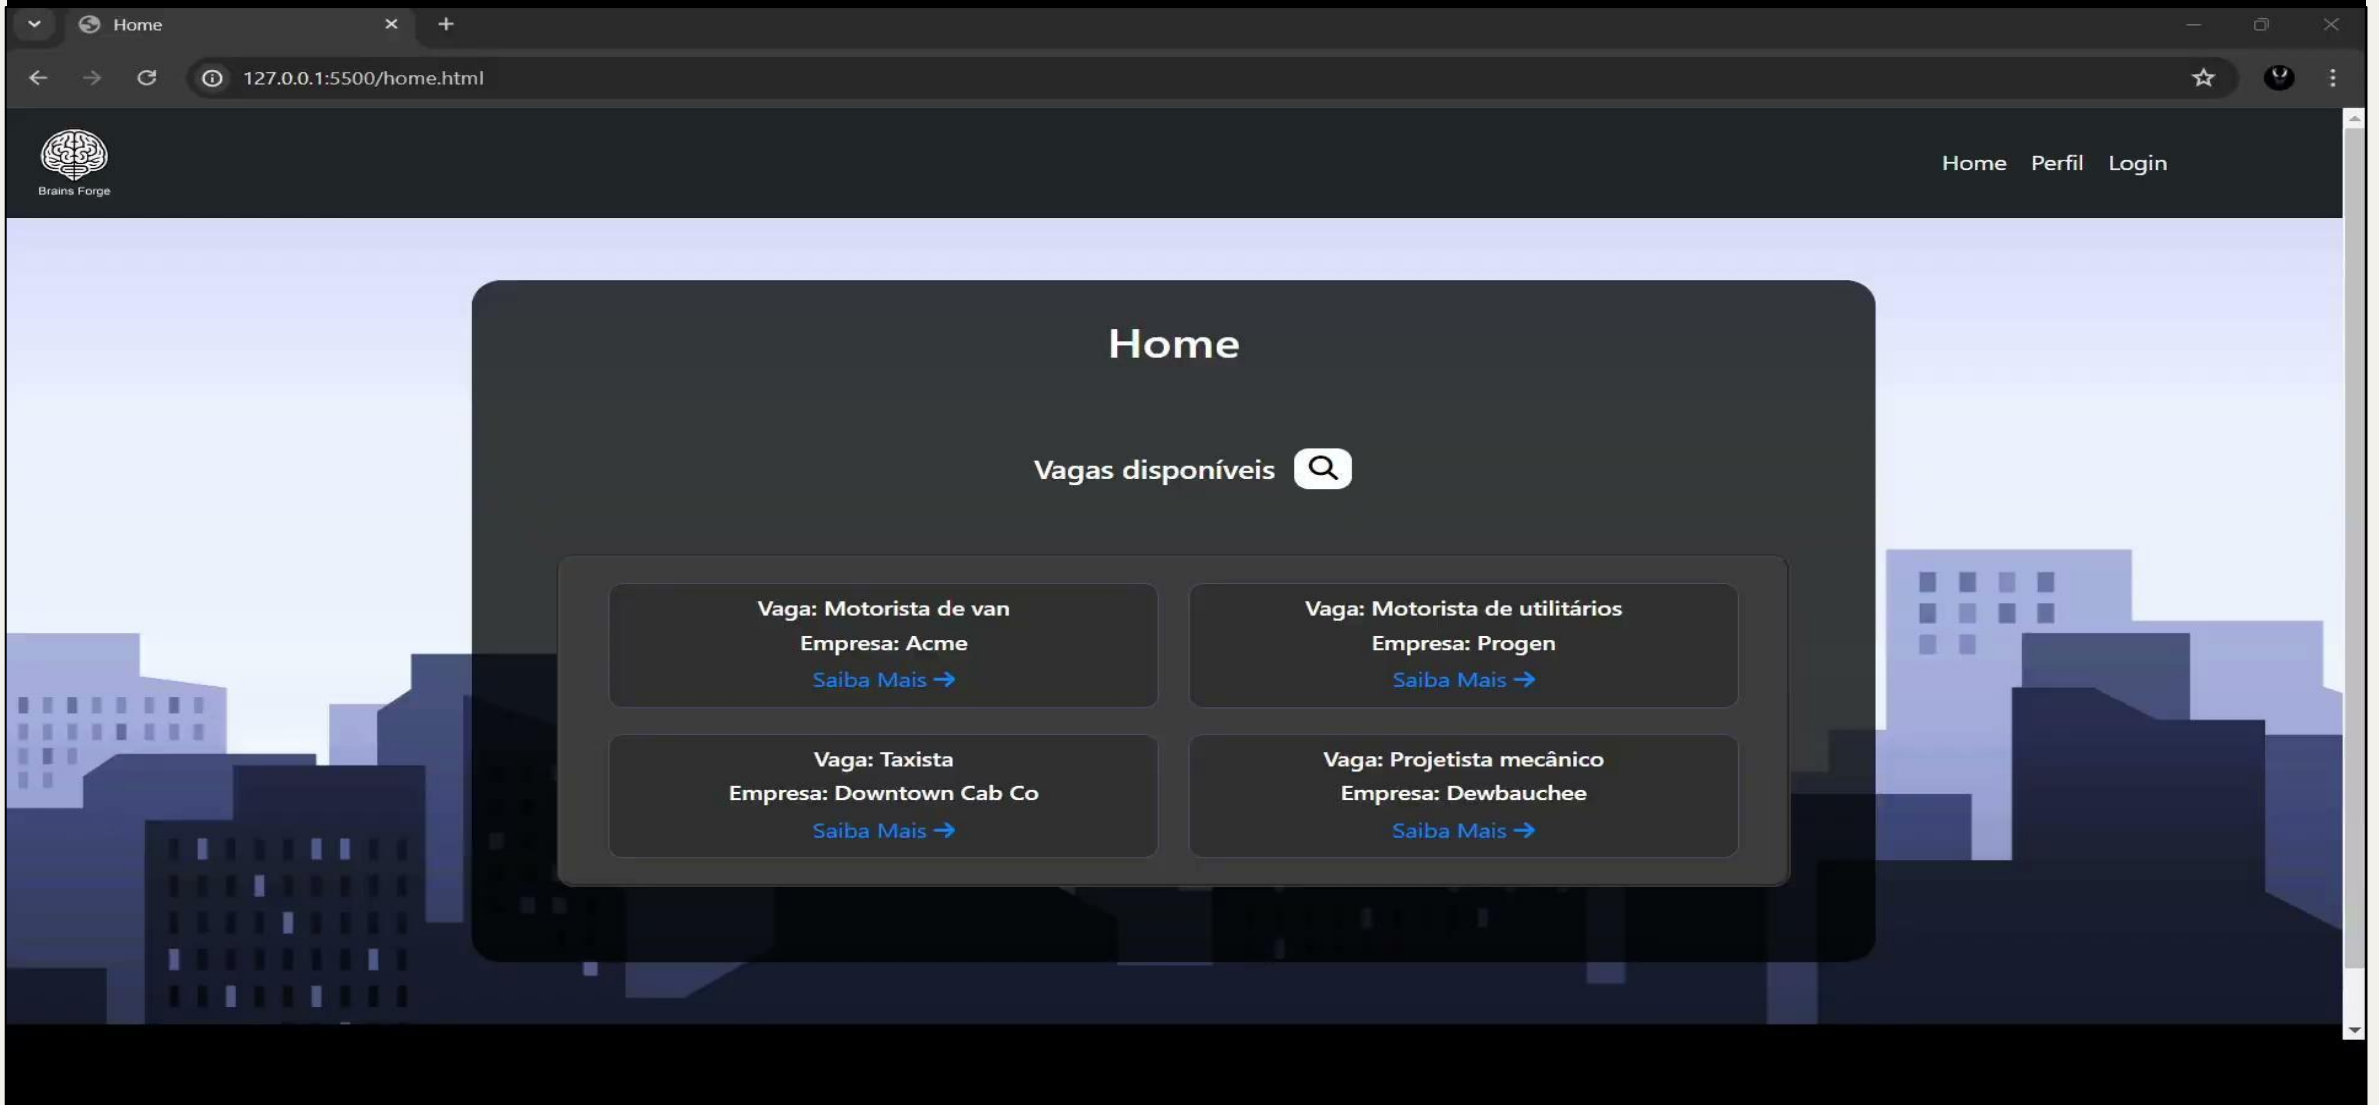 Home
127.0.0.1:5500/home.html
Brains Forge
Home Perfil Login
Home
Vagas disponíveis
Vaga: Motorista de van
Empresa: Acme
Saiba Mais →
Vaga: Motorista de utilitários
Empresa: Progen
Saiba Mais →
Vaga: Taxista
Empresa: Downtown Cab Co
Saiba Mais →
Vaga: Projetista mecânico
Empresa: Dewbauchee
Saiba Mais →